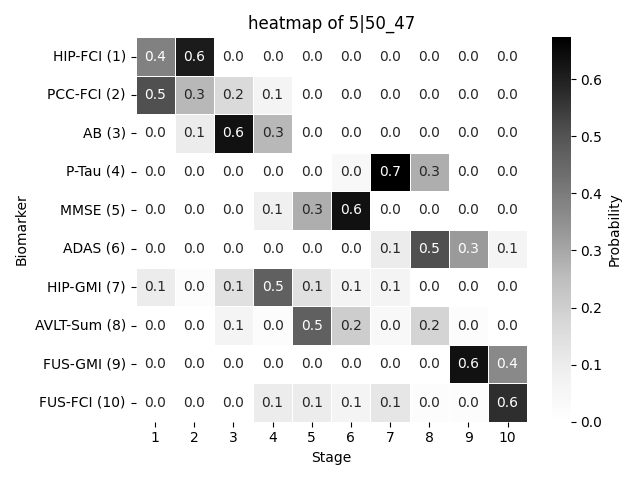 heatmap of 5|50_47
HIP-FCI (1) 0.4 0.6 0.0 0.0 0.0 0.0 0.0 0.0 0.0 0.0
PCC-FCI (2) 0.5 0.3 0.2 0.1 0.0 0.0 0.0 0.0 0.0 0.0
AB (3) 0.0 0.1 0.6 0.3 0.0 0.0 0.0 0.0 0.0 0.0
P-Tau (4) 0.0 0.0 0.0 0.0 0.0 0.0 0.7 0.3 0.0 0.0
MMSE (5) 0.0 0.0 0.0 0.1 0.3 0.6 0.0 0.0 0.0 0.0
ADAS (6) 0.0 0.0 0.0 0.0 0.0 0.0 0.1 0.5 0.3 0.1
HIP-GMI (7) 0.1 0.0 0.1 0.5 0.1 0.1 0.1 0.0 0.0 0.0
AVLT-Sum (8) 0.0 0.0 0.1 0.0 0.5 0.2 0.0 0.2 0.0 0.0
FUS-GMI (9) 0.0 0.0 0.0 0.0 0.0 0.0 0.0 0.0 0.6 0.4
FUS-FCI (10) 0.0 0.0 0.0 0.1 0.1 0.1 0.1 0.0 0.0 0.6
1 2 3 4 5 6 7 8 9 10
Stage
Biomarker
0.6
0.5
0.4
0.3
0.2
0.1
0.0
Probability